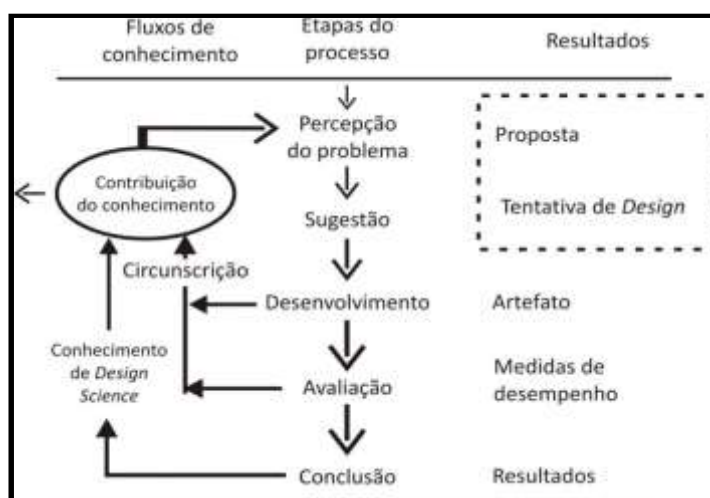 Fluxos de
conhecimento
Etapas do
processo
Resultados
Percepção
do problema
Proposta
Contribuição
do conhecimento
Tentativa de Design
Sugestão
Circunscrição
Desenvolvimento
Artefato
Conhecimento
de Design
Science
Avaliação
Medidas de
desempenho
Conclusão
Resultados